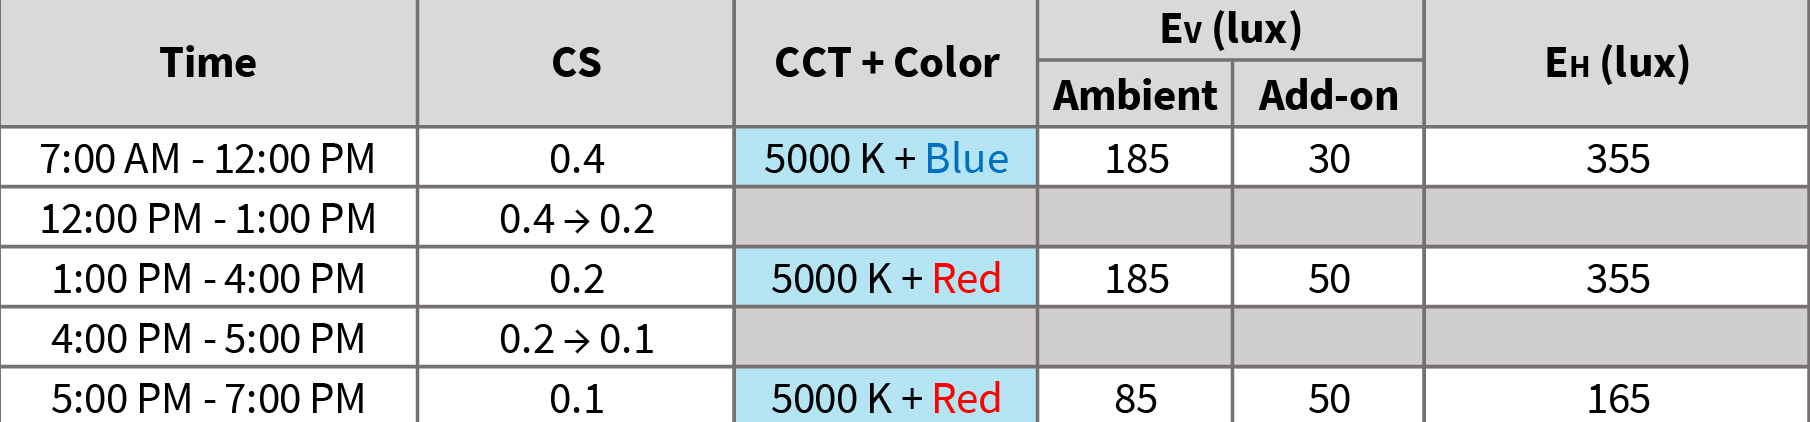 Time CS CCT + Color Ev (lux) EH (lux)
Ambient Add-on
7:00 AM - 12:00 PM 0.4 5000 K + Blue 185 30 355
12:00 PM - 1:00 PM 0.4 → 0.2
1:00 PM - 4:00 PM 0.2 5000 K + Red 185 50 355
4:00 PM - 5:00 PM 0.2 → 0.1
5:00 PM - 7:00 PM 0.1 5000 K + Red 85 50 165